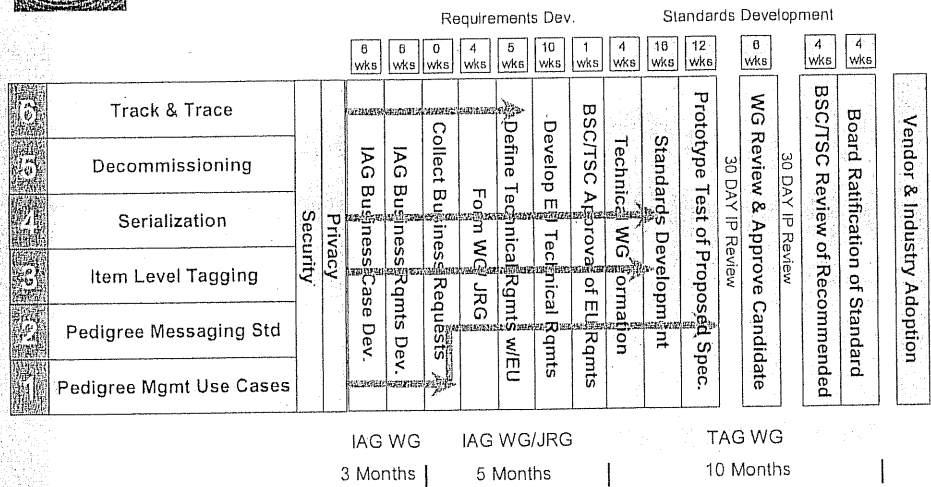 Requirements Dev.
Standards Development
6 wks
6 wks
0 wks
4 wks
5 wks
10 wks
1 wks
4 wks
16 wks
12 wks
6 wks
4 wks
4 wks
6 Track & Trace
5 Decommissioning
4 Serialization
3 Item Level Tagging
2 Pedigree Messaging Std
1 Pedigree Mgmt Use Cases
Security
Privacy
IAG Business Case Dev.
IAG Business Rqmts Dev.
Collect Business Requests
Form WG/ JRG
Define Technical Rqmts w/EU
Develop EU Technical Rqmts
BSC/TSC Approval of EU Rqmts
Technical WG Formation
Standards Development
Prototype Test of Proposed Spec.
30 DAY IP Review
WG Review & Approve Candidate
30 DAY IP Review
BSC/TSC Review of Recommended
Board Ratification of Standard
Vendor & Industry Adoption
IAG WG
IAG WG/JRG
TAG WG
3 Months
5 Months
10 Months